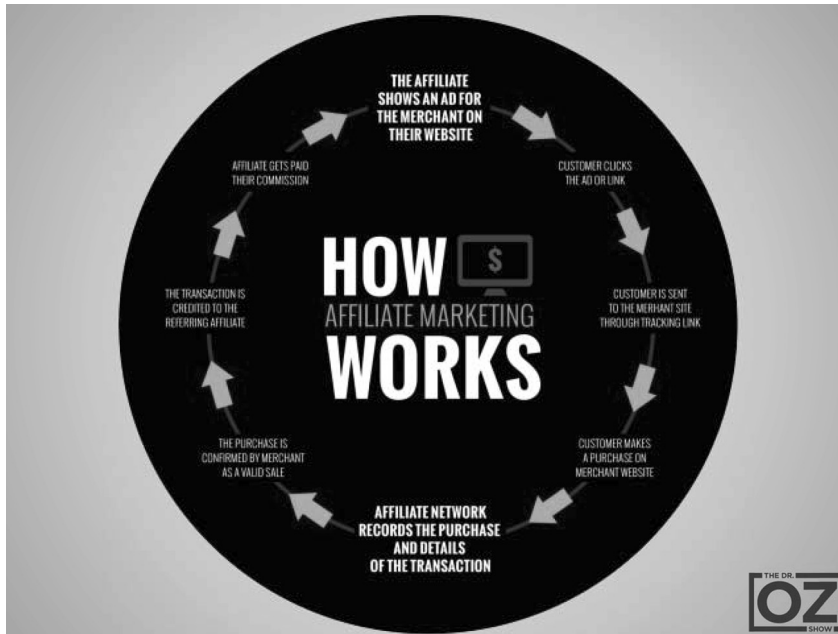 THE AFFILIATE
SHOWS AN AD FOR
THE MERCHANT ON
THEIR WEBSITE
CUSTOMER CLICKS
THE AD OR LINK
CUSTOMER IS SENT
TO THE MERHANT SITE
THROUGH TRACKING LINK
CUSTOMER MAKES
A PURCHASE ON
MERCHANT WEBSITE
AFFILIATE NETWORK
RECORDS THE PURCHASE
AND DETAILS
OF THE TRANSACTION
THE PURCHASE IS
CONFIRMED BY MERCHANT
AS A VALID SALE
THE TRANSACTION IS
CREDITED TO THE
REFERRING AFFILIATE
AFFILIATE GETS PAID
THEIR COMMISSION
HOW
$
AFFILIATE MARKETING
WORKS
THE DR.
OZ
SHOW